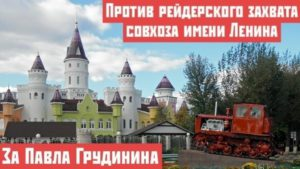 Против рейдерского захвата
совхоза имени Ленина
За Павла Грудинина